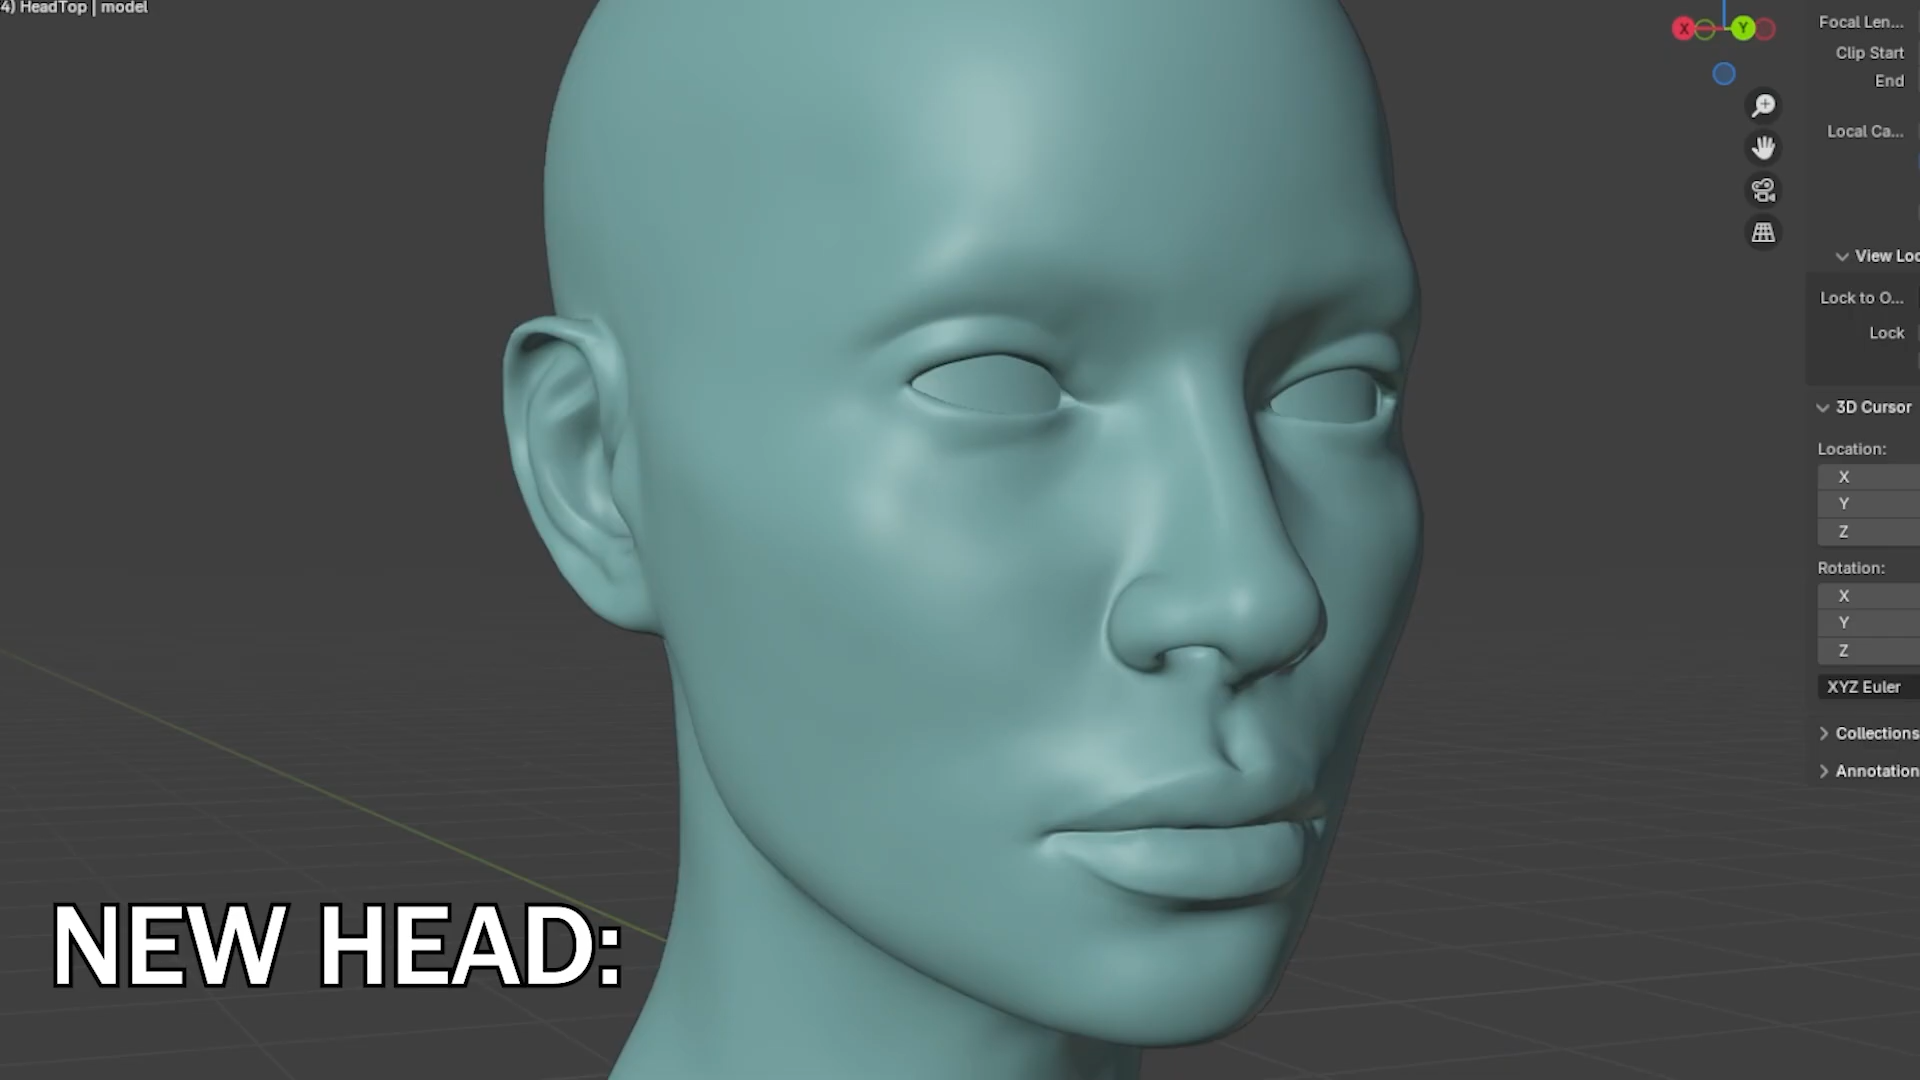 4) HeadTop | model
X
Y
Focal Len...
Clip Start
End
Local Ca...
View Loc
Lock to O...
Lock
3D Cursor
Location:
X
Y
Z
Rotation:
X
Y
Z
XYZ Euler
Collections
Annotation
NEW HEAD: